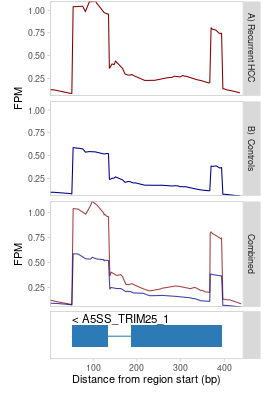 1.00
0.75
0.50
0.25
FPM
A) Recurrent HCC
1.00
0.75
0.50
0.25
FPM
B) Controls
1.00
0.75
0.50
0.25
FPM
Combined
< A5SS_TRIM25_1
100 200 300 400
Distance from region start (bp)